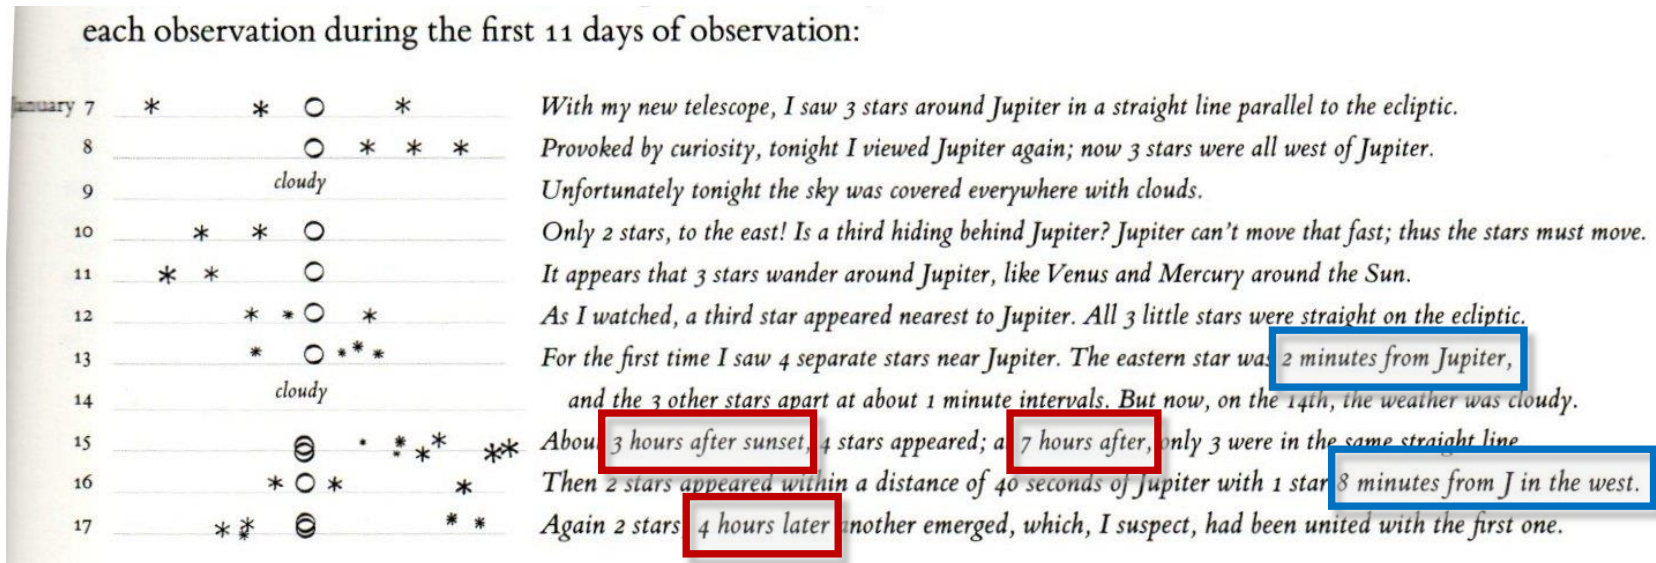 each observation during the first 11 days of observation:
January 7 With my new telescope, I saw 3 stars around Jupiter in a straight line parallel to the ecliptic.
8 Provoked by curiosity, tonight I viewed Jupiter again; now 3 stars were all west of Jupiter.
cloudy
9 Unfortunately tonight the sky was covered everywhere with clouds.
10 Only 2 stars, to the east! Is a third hiding behind Jupiter? Jupiter can't move that fast; thus the stars must move.
11 It appears that 3 stars wander around Jupiter, like Venus and Mercury around the Sun.
12 As I watched, a third star appeared nearest to Jupiter. All 3 little stars were straight on the ecliptic.
13 For the first time I saw 4 separate stars near Jupiter. The eastern star was 2 minutes from Jupiter,
cloudy
14 and the 3 other stars apart at about 1 minute intervals. But now, on the 14th, the weather was cloudy.
15 About 3 hours after sunset, 4 stars appeared; at 7 hours after, only 3 were in the same straight line
16 Then 2 stars appeared within a distance of 40 seconds of Jupiter with 1 star 8 minutes from J in the west.
17 Again 2 stars 4 hours later another emerged, which, I suspect, had been united with the first one.